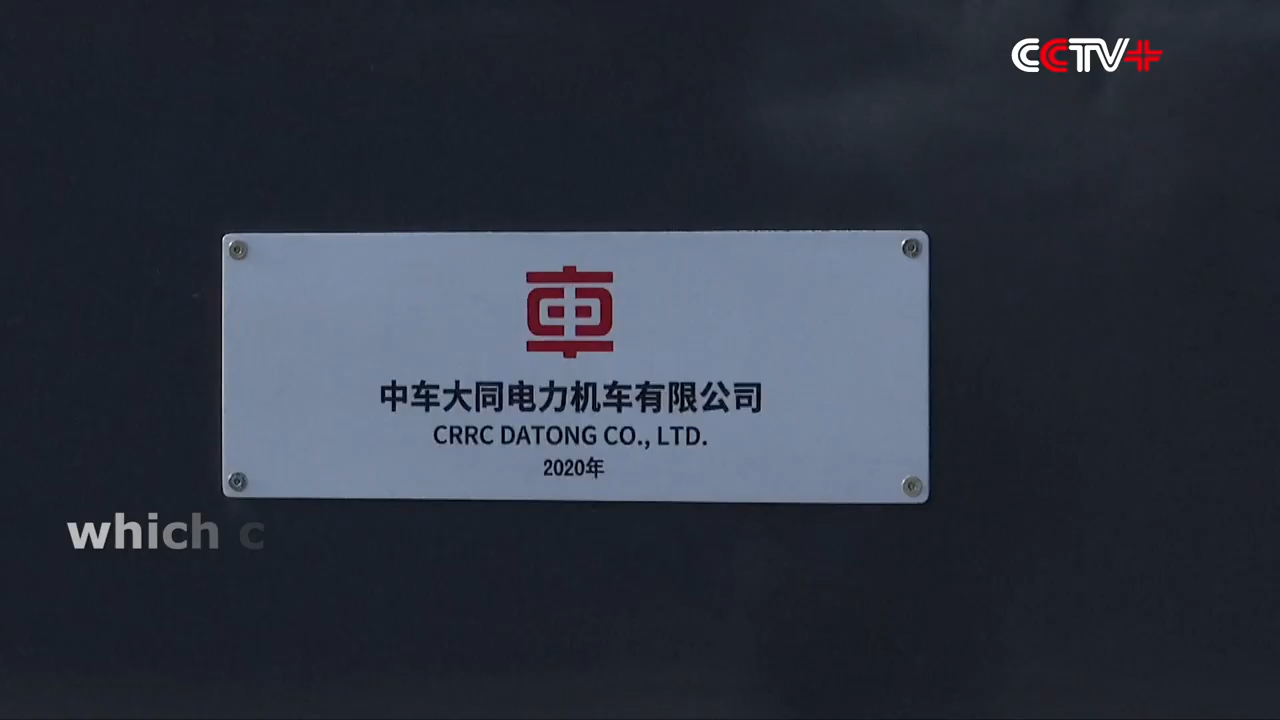 CCTV+
中车大同电力机车有限公司
CRRC DATONG CO., LTD.
2020年
which c